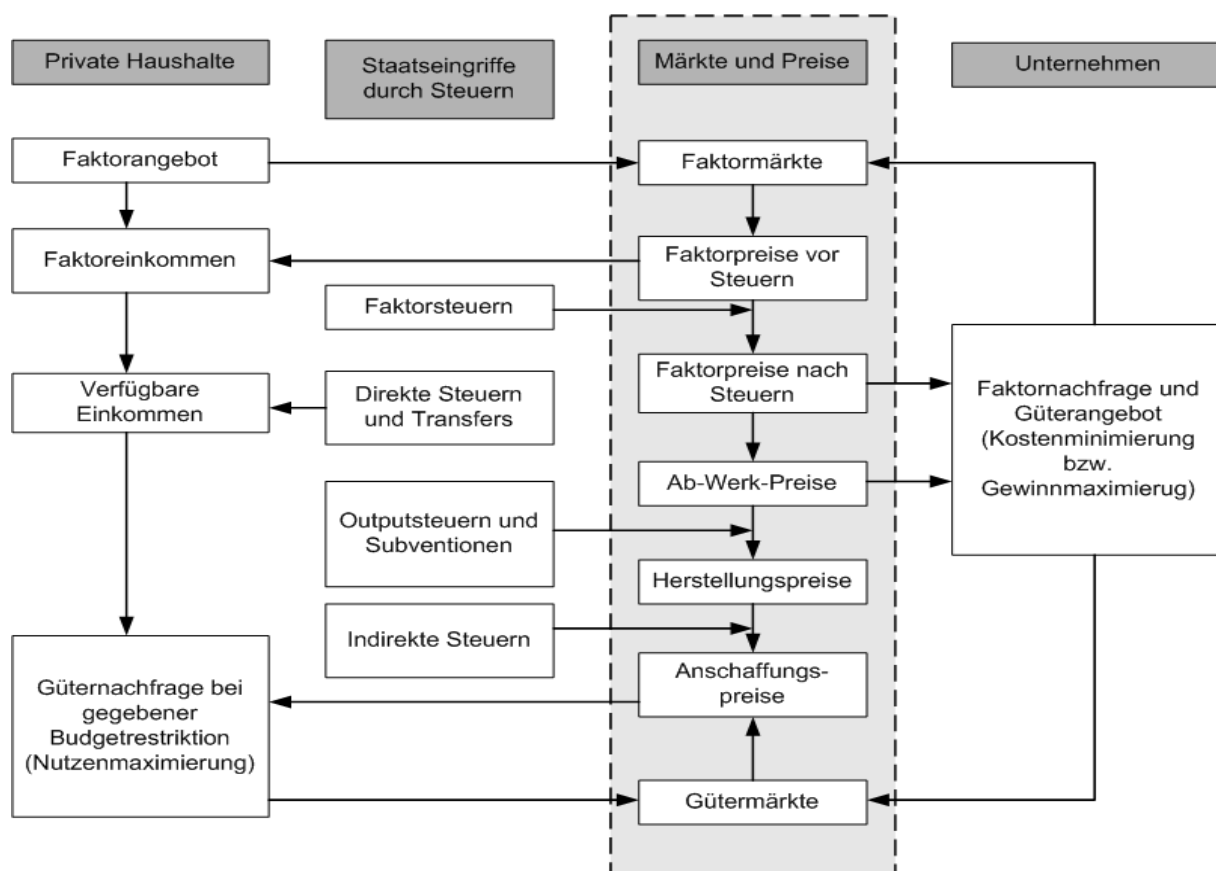 Private Haushalte
Staatseingriffe
durch Steuern
Märkte und Preise
Unternehmen
Faktorangebot
Faktormärkte
Faktoreinkommen
Faktorpreise vor
Steuern
Faktorsteuern
Verfügbare
Einkommen
Direkte Steuern
und Transfers
Faktorpreise nach
Steuern
Faktornachfrage und
Güterangebot
(Kostenminimierung
bzw.
Gewinnmaximierug)
Ab-Werk-Preise
Outputsteuern und
Subventionen
Herstellungspreise
Indirekte Steuern
Güternachfrage bei
gegebener
Budgetrestriktion
(Nutzenmaximierung)
Anschaffungs-
preise
Gütermärkte